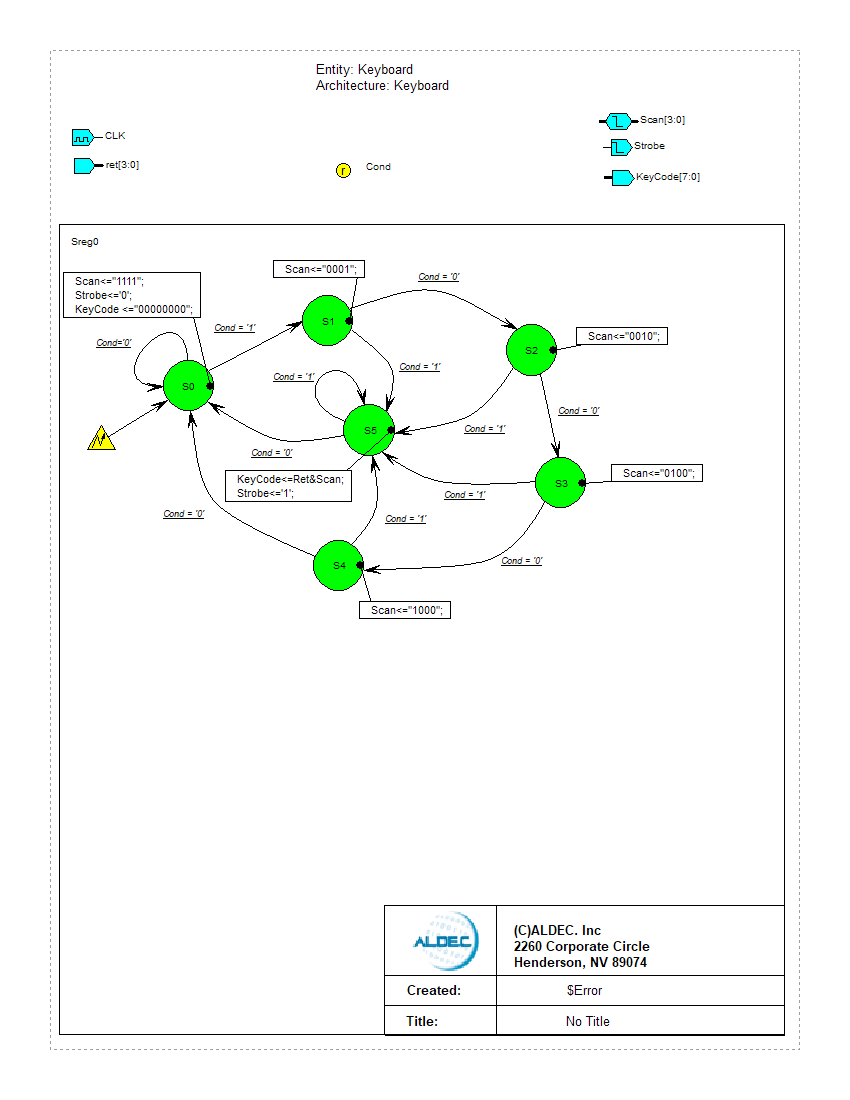 Entity: Keyboard
Architecture: Keyboard
CLK
ret[3:0]
r
Cond
Scan[3:0]
Strobe
KeyCode[7:0]
Sreg0
Scan<="1111";
Strobe<='0';
KeyCode <="00000000";
Scan<="0001";
Cond = '0'
Cond = '1'
S1
Cond='0'
S2
Scan<="0010";
Cond = '1'
Cond = '1'
S0
Cond = '0'
S5
Cond = '1'
Cond = '0'
KeyCode<=Ret&Scan;
Strobe<='1';
S3
Scan<="0100";
Cond = '1'
Cond = '0'
Cond = '1'
S4
Cond = '0'
Scan<="1000";
ALDEC
(C)ALDEC. Inc
2260 Corporate Circle
Henderson, NV 89074
Created:
$Error
Title:
No Title